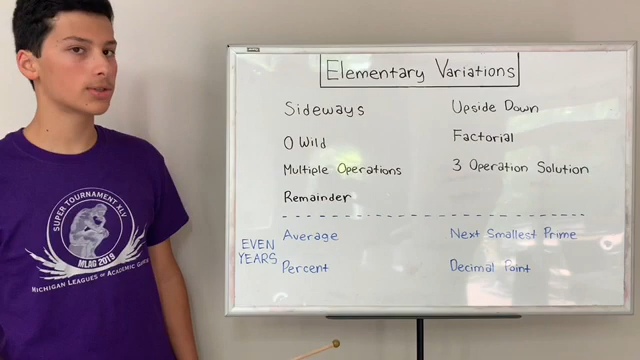 Elementary Variations
Sideways
Upside Down
0 Wild
Factorial
Multiple Operations
3 Operation Solution
Remainder
EVEN YEARS
Average
Next Smallest Prime
Percent
Decimal Point
SUPER TOURNAMENT XLV
MLAG 2019
MICHIGAN LEAGUES OF ACADEMIC GAMES